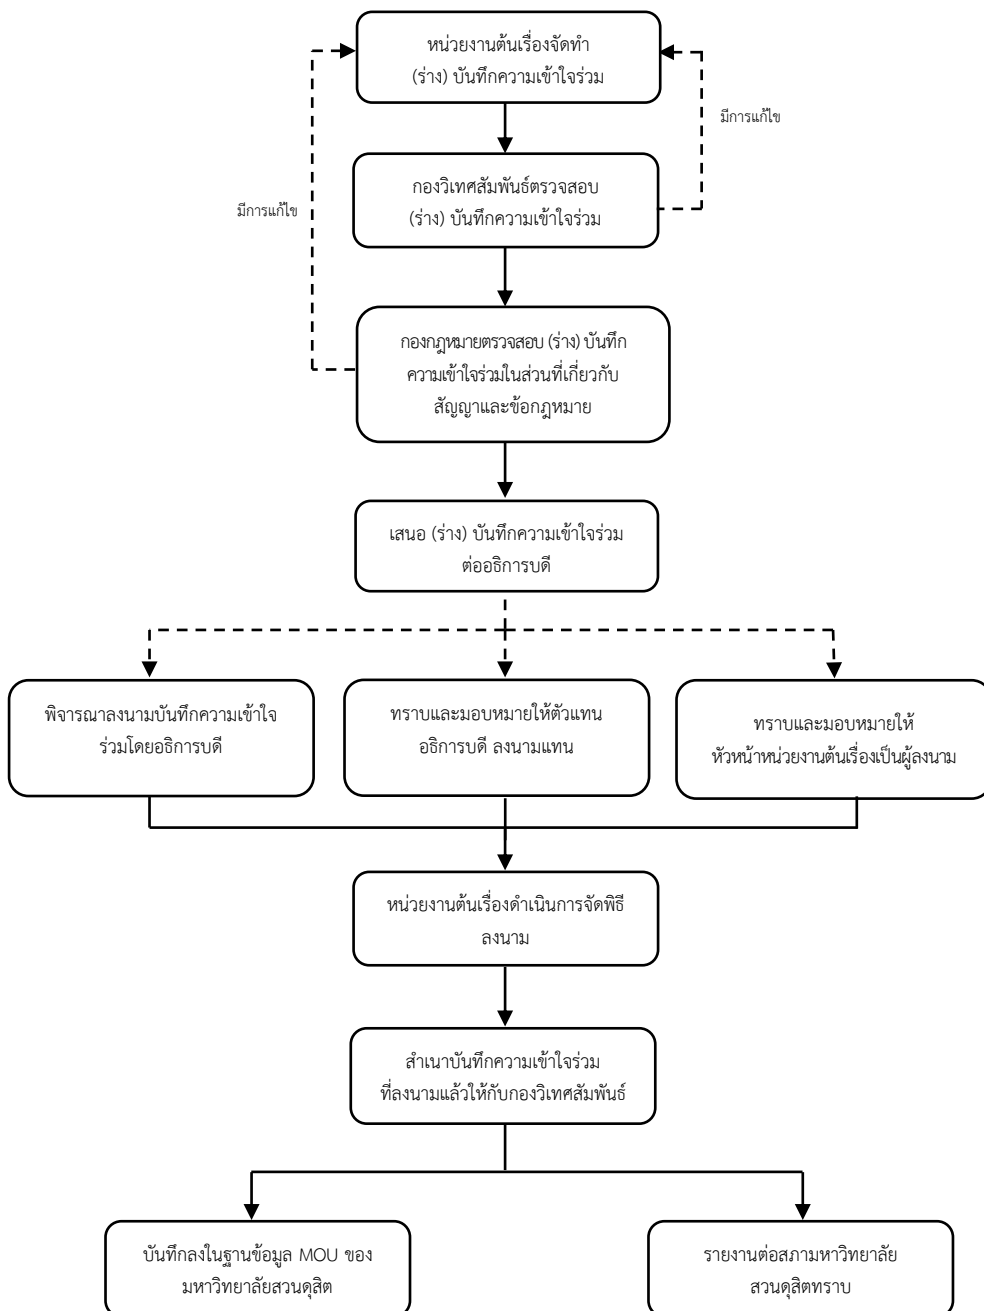 หน่วยงานต้นเรื่องจัดทำ
(ร่าง) บันทึกความเข้าใจร่วม
มีการแก้ไข
กองวิเทศสัมพันธ์ตรวจสอบ
(ร่าง) บันทึกความเข้าใจร่วม
มีการแก้ไข
กองกฎหมายตรวจสอบ (ร่าง) บันทึก
ความเข้าใจร่วมในส่วนที่เกี่ยวกับ
สัญญาและข้อกฎหมาย
เสนอ (ร่าง) บันทึกความเข้าใจร่วม
ต่ออธิการบดี
พิจารณาลงนามบันทึกความเข้าใจ
ร่วมโดยอธิการบดี
ทราบและมอบหมายให้ตัวแทน
อธิการบดี ลงนามแทน
ทราบและมอบหมายให้
หัวหน้าหน่วยงานต้นเรื่องเป็นผู้ลงนาม
หน่วยงานต้นเรื่องดำเนินการจัดพิธี
ลงนาม
สำเนาบันทึกความเข้าใจร่วม
ที่ลงนามแล้วให้กับกองวิเทศสัมพันธ์
บันทึกลงในฐานข้อมูล MOU ของ
มหาวิทยาลัยสวนดุสิต
รายงานต่อสภามหาวิทยาลัย
สวนดุสิตทราบ